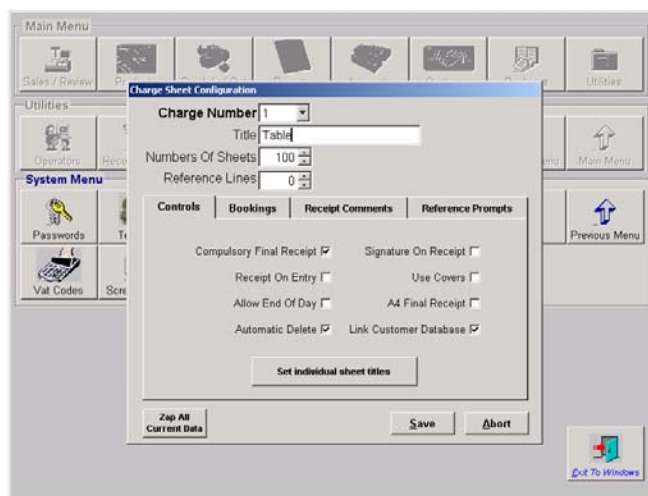 Main Menu
Sales / Review
Utilities
Utilities
Operators
Main Menu
System Menu
Passwords
Previous Menu
Vat Codes
Charge Sheet Configuration
Charge Number 1
Title Table
Numbers Of Sheets 100
Reference Lines 0
Controls Bookings Receipt Comments Reference Prompts
Compulsory Final Receipt Signature On Receipt
Receipt On Entry Use Covers
Allow End Of Day A4 Final Receipt
Automatic Delete Link Customer Database
Set individual sheet titles
Zap All
Current Data
Save Abort
Exit To Windows